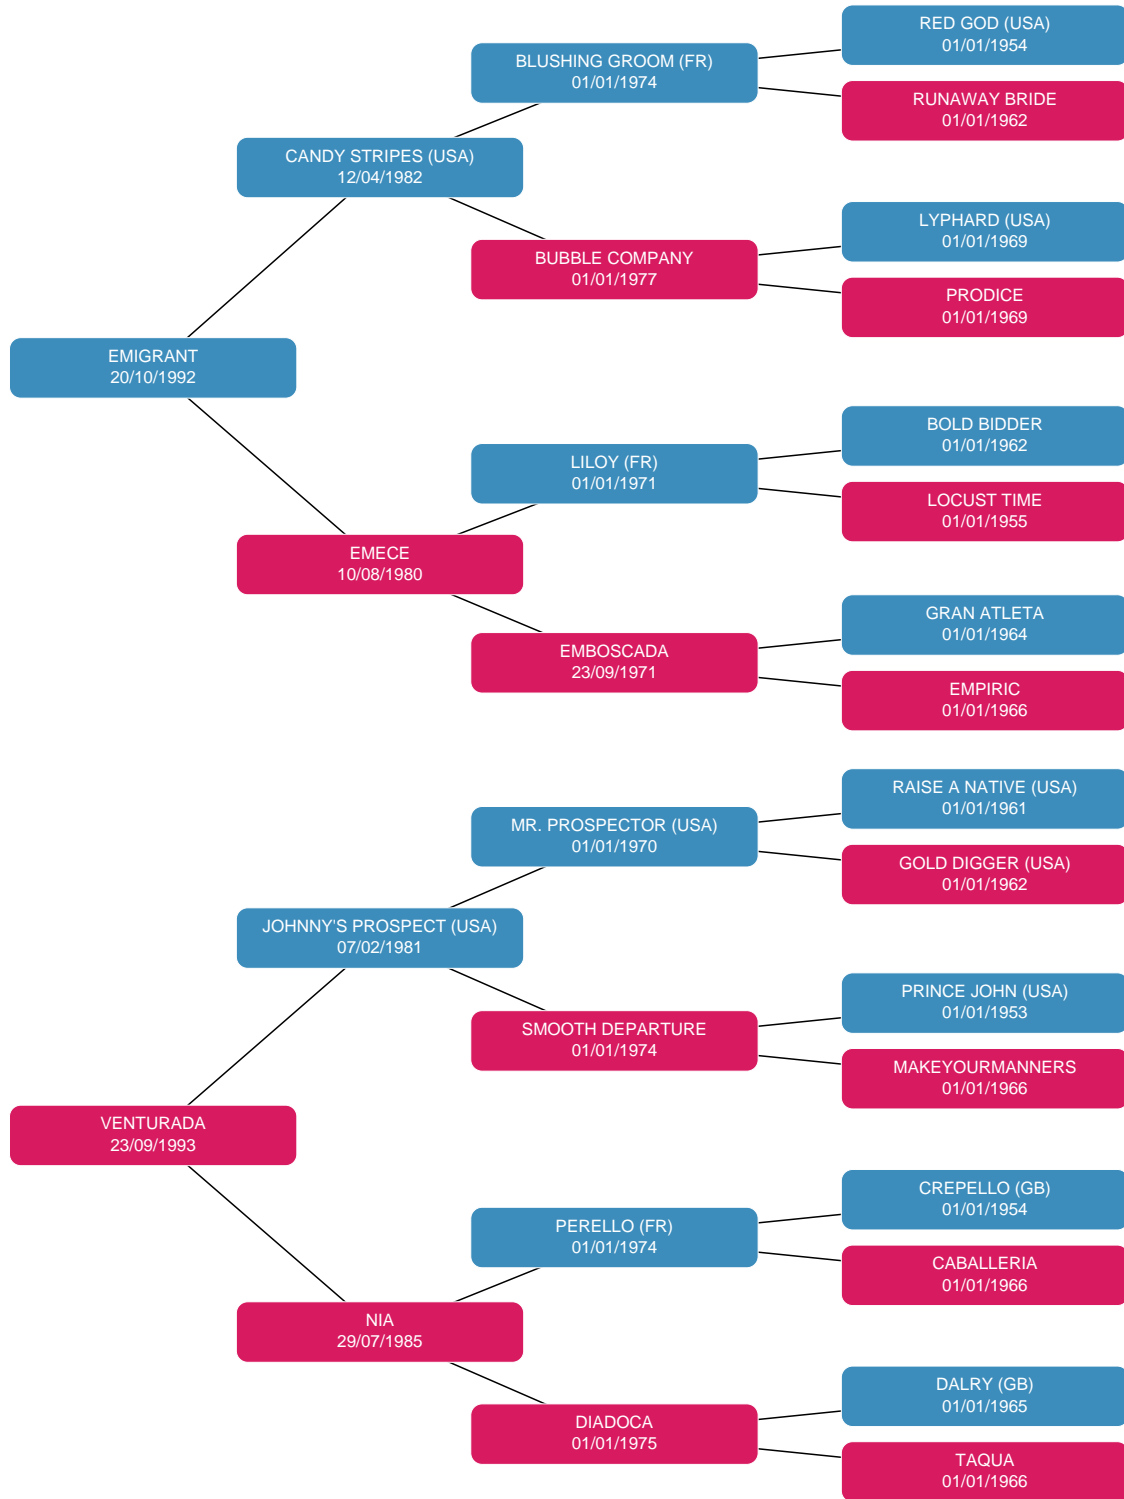 RED GOD (USA)
01/01/1954
BLUSHING GROOM (FR)
01/01/1974
RUNAWAY BRIDE
01/01/1962
CANDY STRIPES (USA)
12/04/1982
LYPHARD (USA)
01/01/1969
BUBBLE COMPANY
01/01/1977
PRODICE
01/01/1969
EMIGRANT
20/10/1992
BOLD BIDDER
01/01/1962
LILOY (FR)
01/01/1971
LOCUST TIME
01/01/1955
EMECE
10/08/1980
GRAN ATLETA
01/01/1964
EMBOSCADA
23/09/1971
EMPIRIC
01/01/1966
RAISE A NATIVE (USA)
01/01/1961
MR. PROSPECTOR (USA)
01/01/1970
GOLD DIGGER (USA)
01/01/1962
JOHNNY'S PROSPECT (USA)
07/02/1981
PRINCE JOHN (USA)
01/01/1953
SMOOTH DEPARTURE
01/01/1974
MAKEYOURMANNERS
01/01/1966
VENTURADA
23/09/1993
CREPELLO (GB)
01/01/1954
PERELLO (FR)
01/01/1974
CABALLERIA
01/01/1966
NIA
29/07/1985
DALRY (GB)
01/01/1965
DIADOCA
01/01/1975
TAQUA
01/01/1966